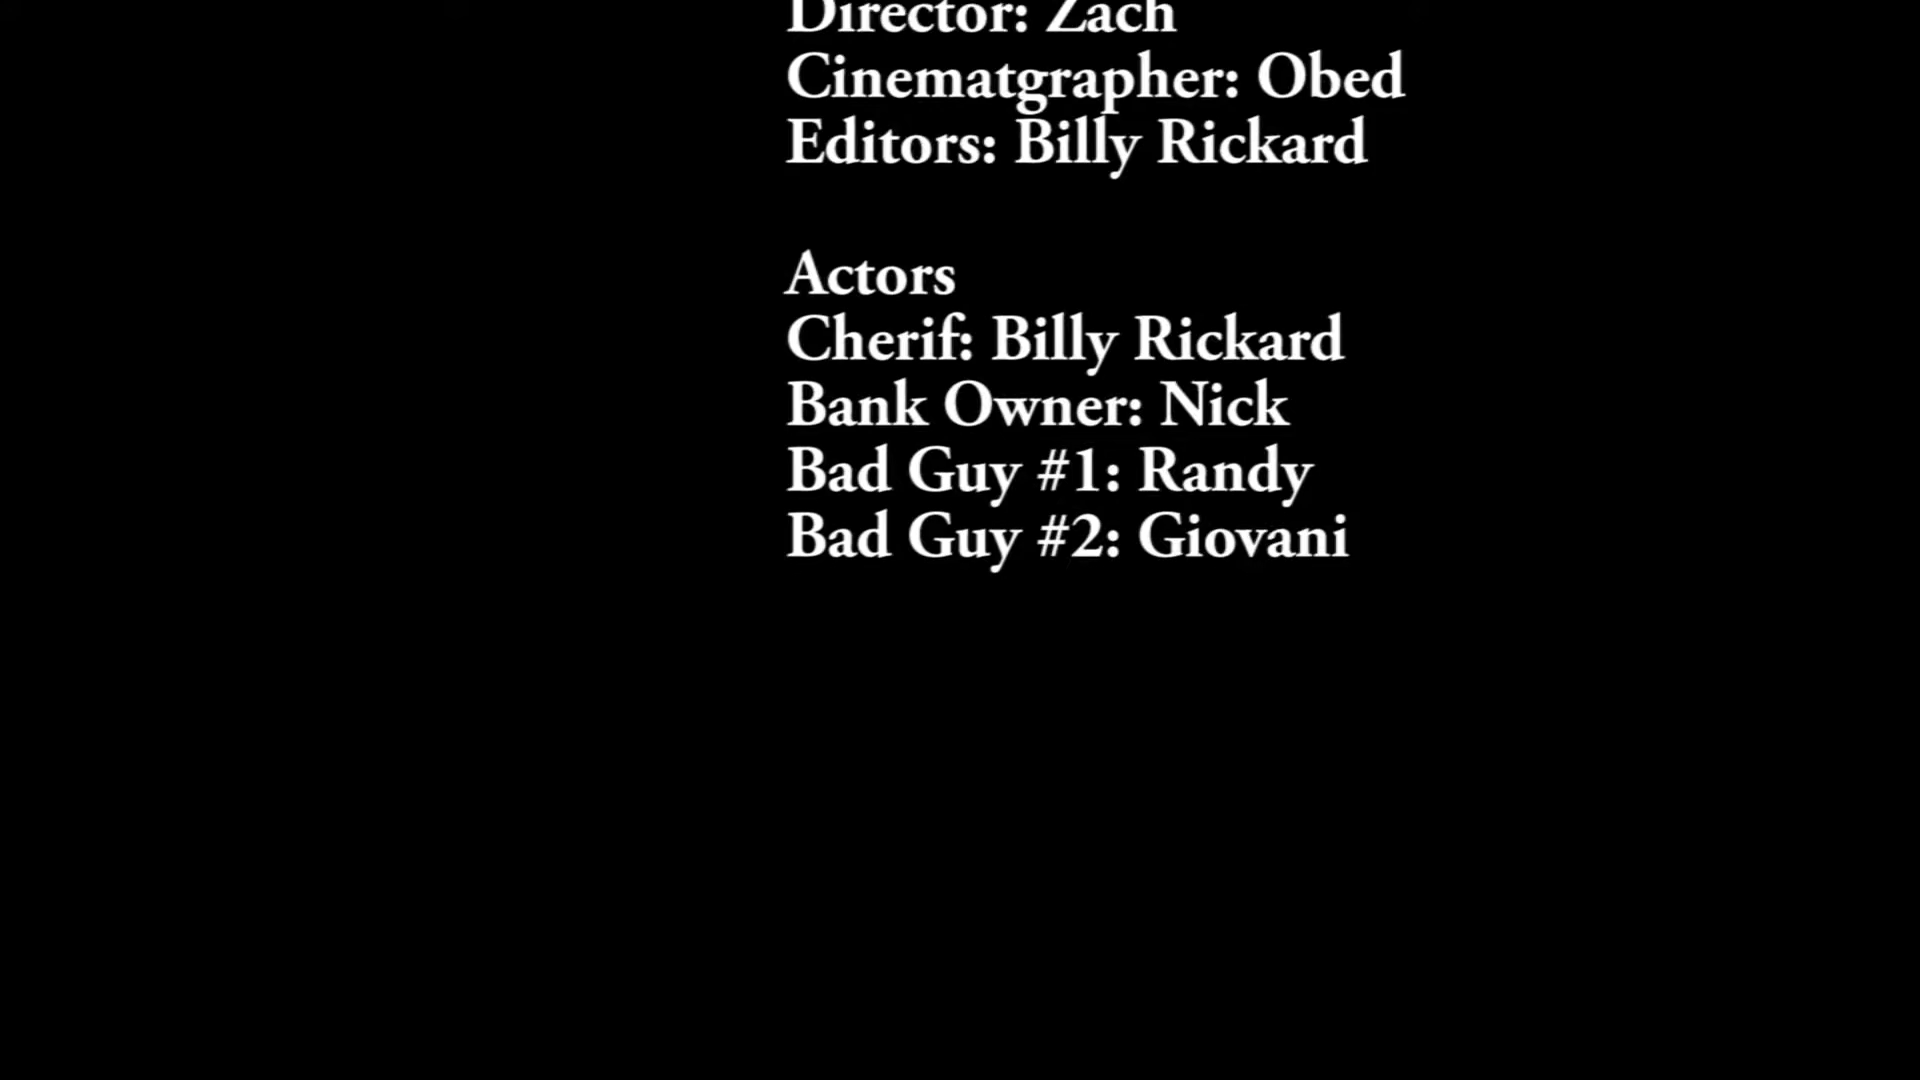 Director: Zach
Cinematgrapher: Obed
Editors: Billy Rickard
Actors
Cherif: Billy Rickard
Bank Owner: Nick
Bad Guy #1: Randy
Bad Guy #2: Giovani